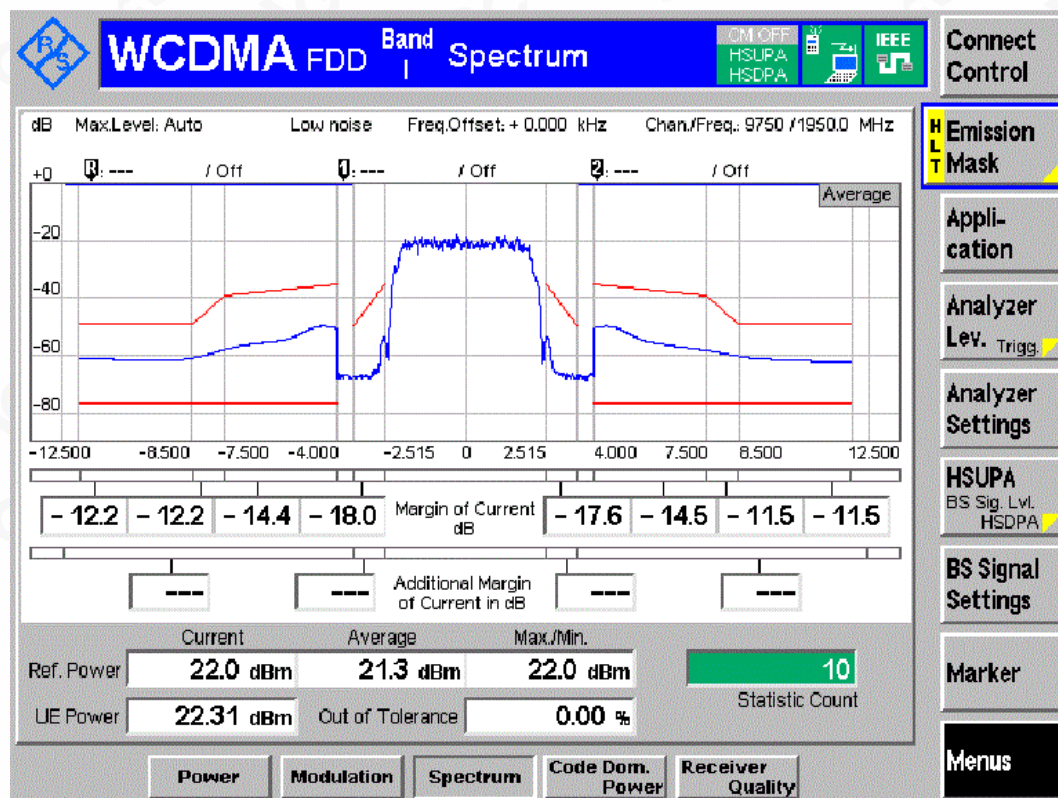 R&S
WCDMA FDD Band I Spectrum
CM OFF
HSUPA
HSDPA
IEEE
Connect Control
dB Max.Level: Auto Low noise Freq.Offset: + 0.000 kHz Chan./Freq.: 9750 / 1950.0 MHz
HLT Emission Mask
+0 R: --- / Off 1: --- / Off 2: --- / Off
Average
-20
-40
-60
-80
-12.500 -8.500 -7.500 -4.000 -2.515 0 2.515 4.000 7.500 8.500 12.500
Appli-
cation
Analyzer
Lev. Trigg.
Analyzer
Settings
- 12.2 - 12.2 - 14.4 - 18.0 Margin of Current dB - 17.6 - 14.5 - 11.5 - 11.5
HSUPA
BS Sig. Lvl.
HSDPA
--- --- Additional Margin of Current in dB --- ---
BS Signal
Settings
Current Average Max./Min.
Ref. Power 22.0 dBm 21.3 dBm 22.0 dBm 10
Statistic Count
UE Power 22.31 dBm Out of Tolerance 0.00 %
Marker
Menus
Power Modulation Spectrum Code Dom. Power Receiver Quality